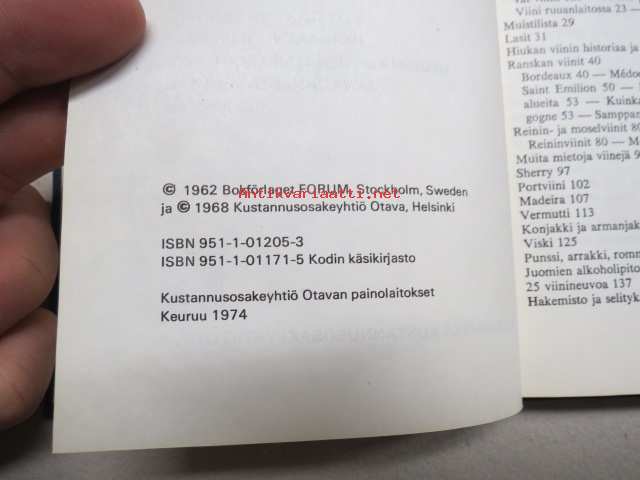 © 1962 Bokförlaget FORUM, Stockholm, Sweden
ja © 1968 Kustannusosakeyhtiö Otava, Helsinki
ISBN 951-1-01205-3
ISBN 951-1-01171-5 Kodin käsikirjasto
Kustannusosakeyhtiö Otavan painolaitokset
Keuruu 1974
Antikvariaatti.net
Viini ruuanlaitossa 23 —
Muistilista 29
Lasit 31
Hiukan viinin historiaa ja
Ranskan viinit 40
Bordeaux 40 — Médoc
Saint Emilion 50 —
alueita 53 — Kuinka
gogne 53 — Samppan
Reinin- ja moselviinit 80
Reininviinit 80 — M
Muita mietoja viinejä 9
Sherry 97
Portviini 102
Madeira 107
Vermutti 113
Konjakki ja armanjak
Viski 125
Punssi, arrakki, rommi
Juomien alkoholipito
25 viinineuvoa 137
Hakemisto ja selityk